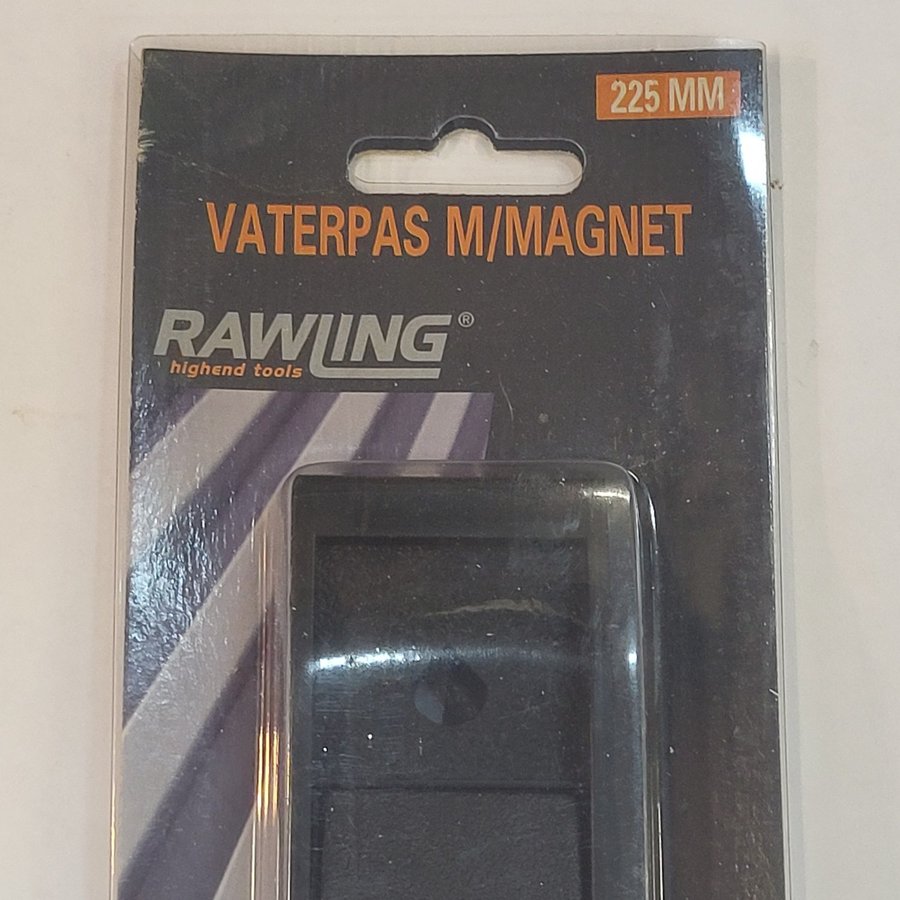 225 MM
VATERPAS M/MAGNET
RAWLING®
highend tools